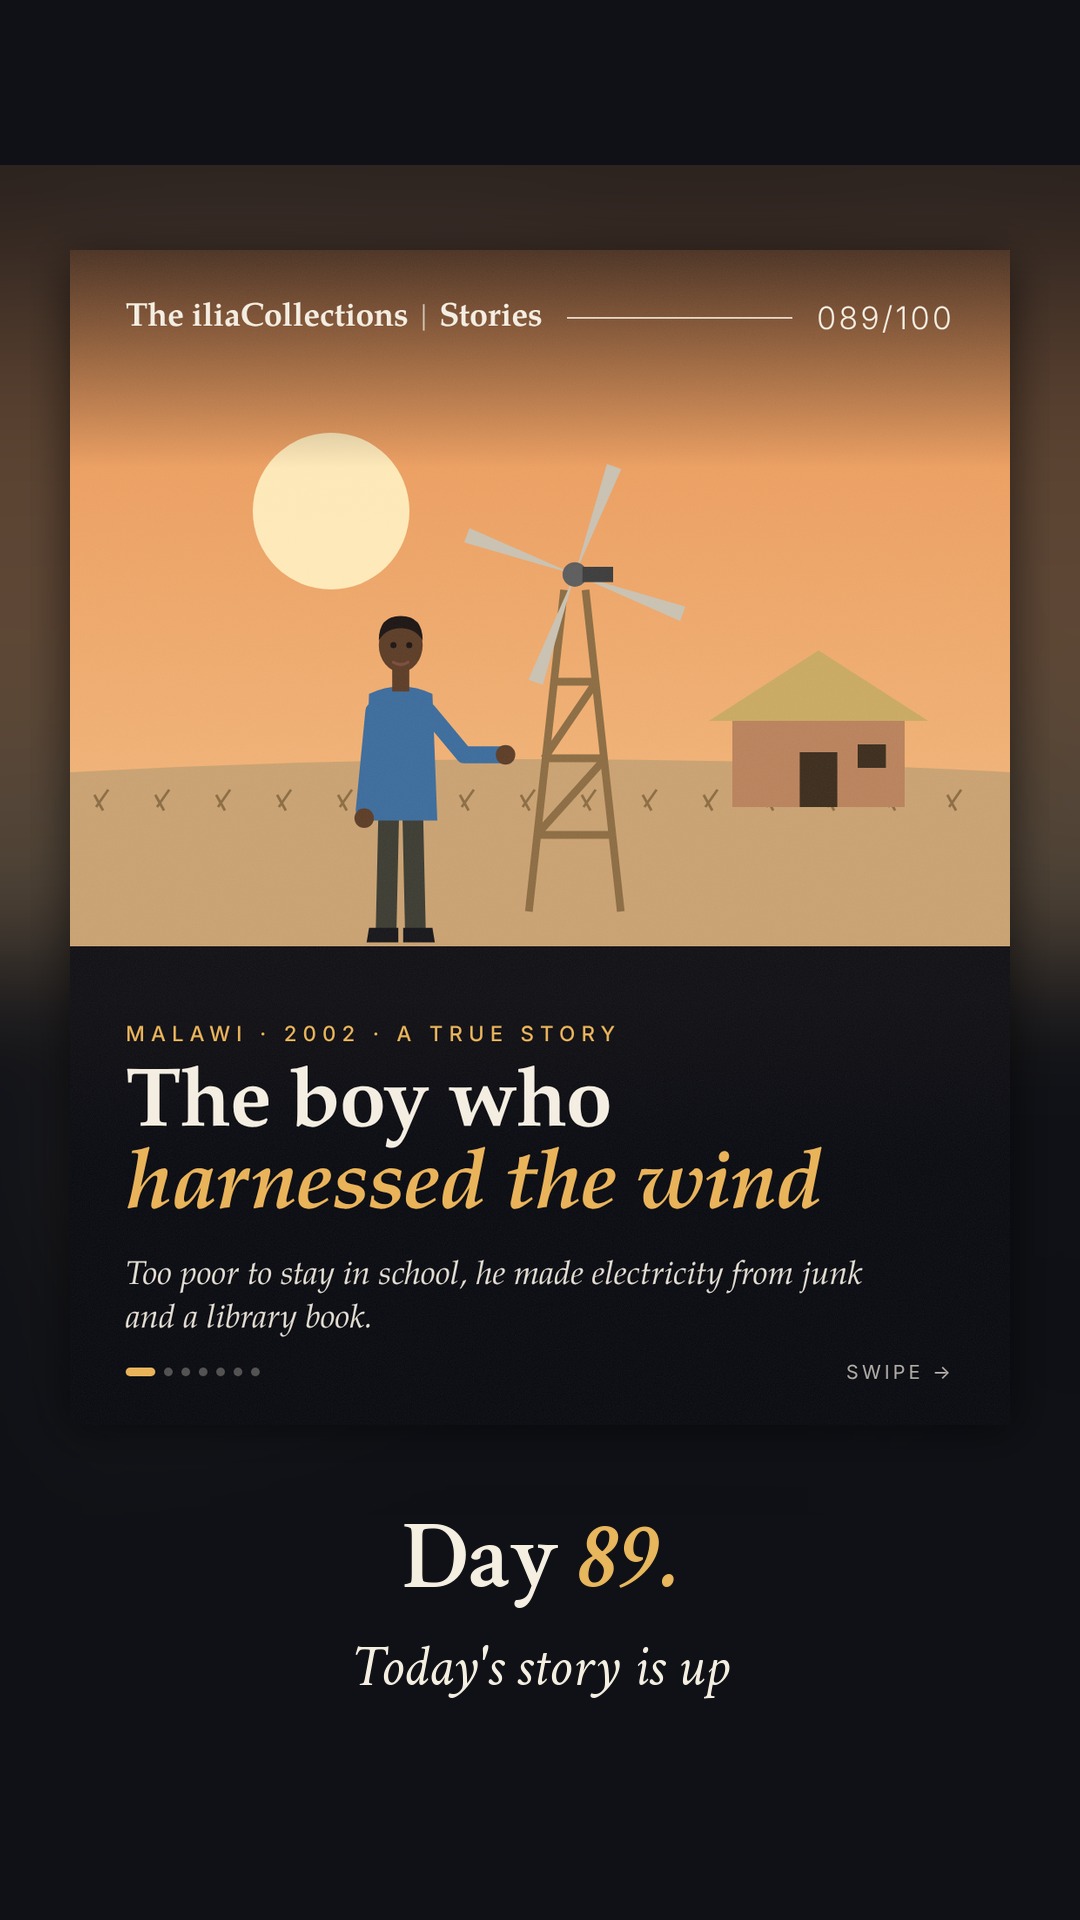 The iliaCollections | Stories 089/100
MALAWI · 2002 · A TRUE STORY
The boy who
harnessed the wind
Too poor to stay in school, he made electricity from junk
and a library book.
SWIPE →
Day 89.
Today's story is up